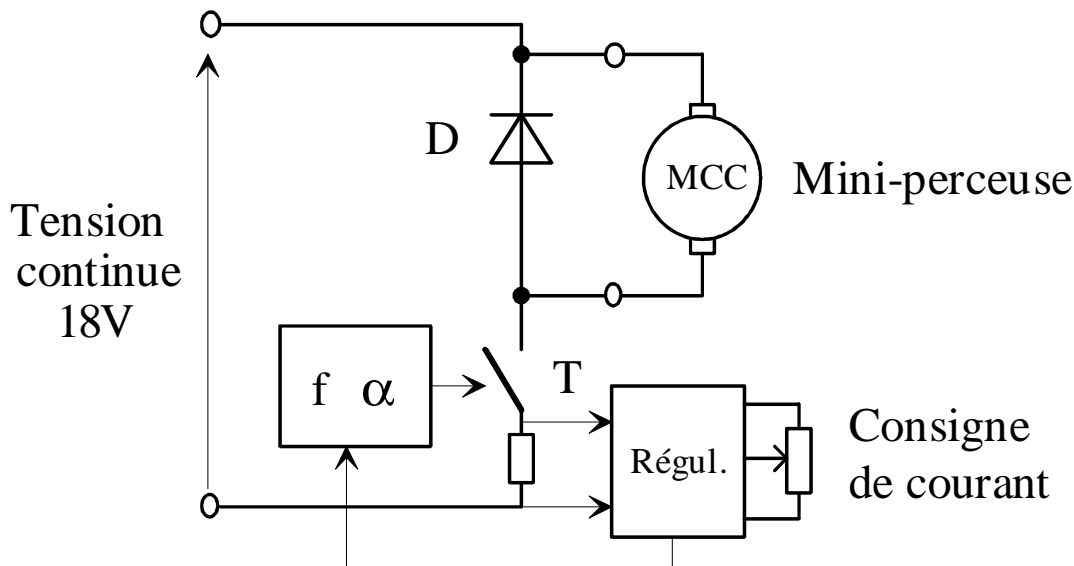 D
MCC
Mini-perceuse
Tension
continue
18V
f α
T
Régul.
Consigne
de courant